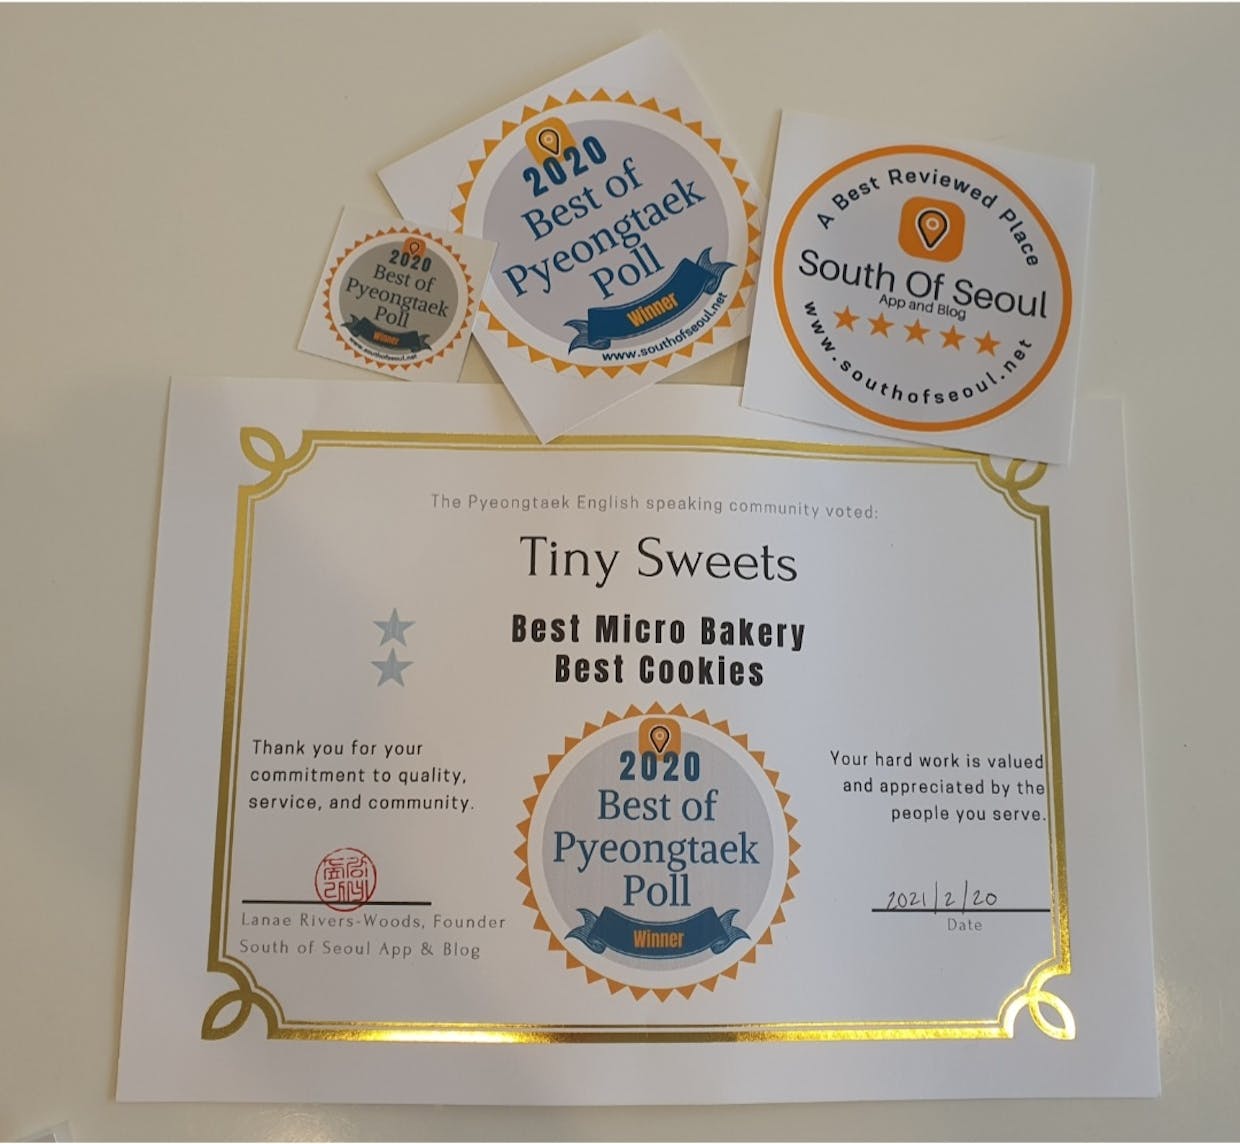 2020
Best of
Pyeongtaek
Poll
Winner
www.southofseoul.net
2020
Best of
Pyeongtaek
Poll
Winner
www.southofseoul.net
A Best Reviewed Place
South Of Seoul
App and Blog
www.southofseoul.net
The Pyeongtaek English speaking community voted:
Tiny Sweets
Best Micro Bakery
Best Cookies
Thank you for your
commitment to quality,
service, and community.
2020
Best of
Pyeongtaek
Poll
Winner
Your hard work is valued
and appreciated by the
people you serve.
Lanae Rivers-Woods, Founder
South of Seoul App & Blog
2021/2/20
Date